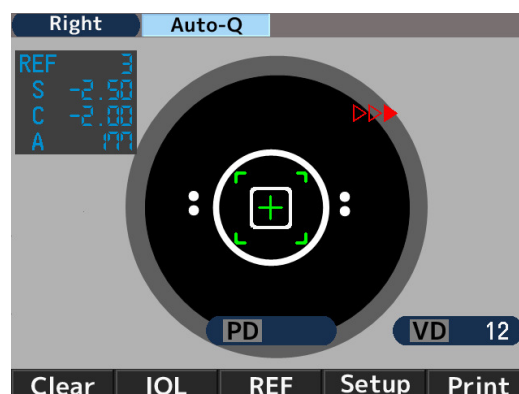 Right Auto-Q
REF 3
S -2.50
C -2.00
A 177
PD
VD 12
Clear IOL REF Setup Print